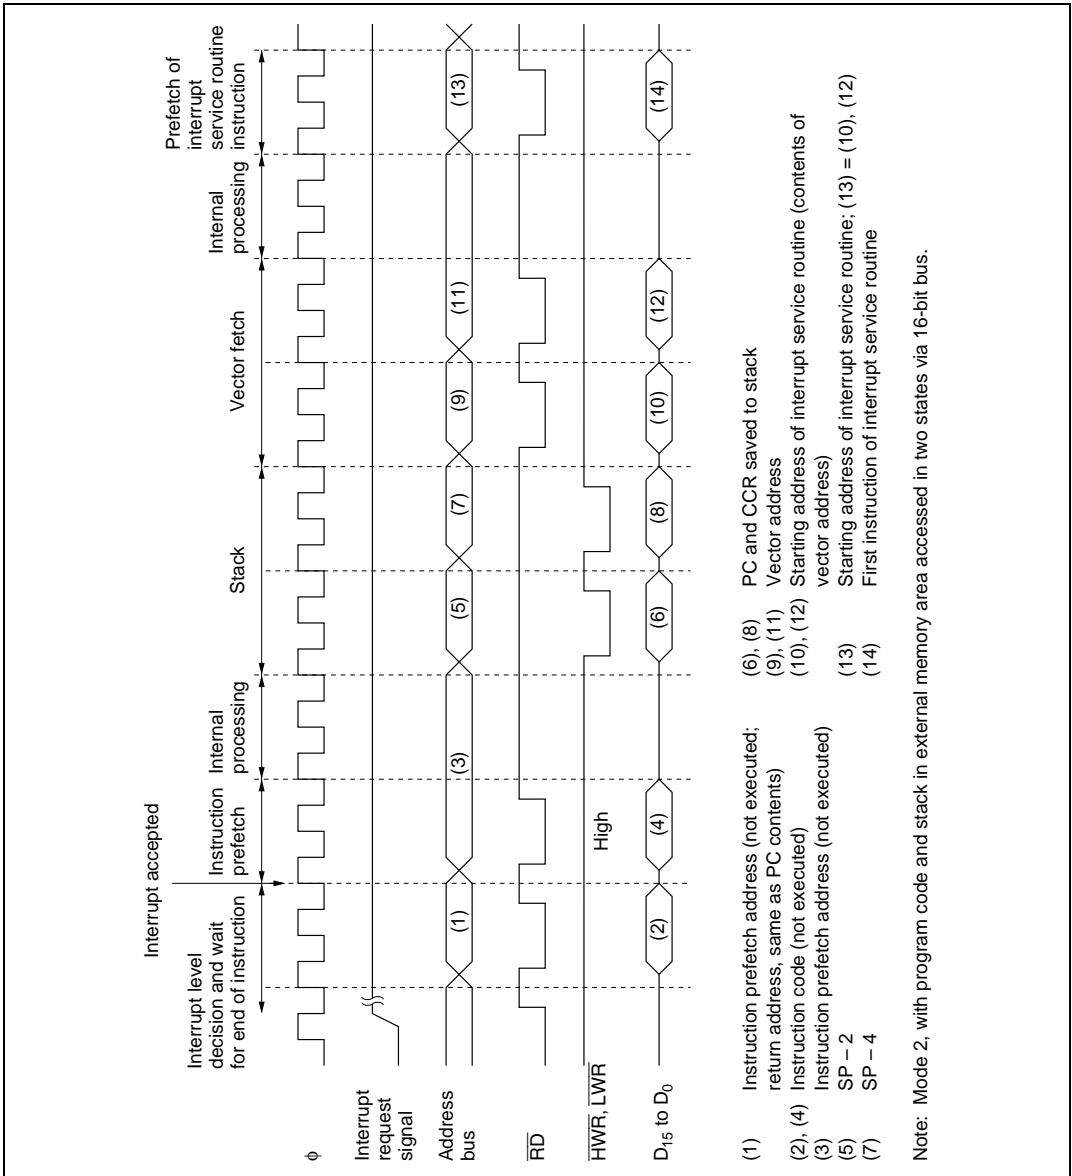 Interrupt accepted
Interrupt level
decision and wait
for end of instruction
Instruction
prefetch
Internal
processing
Stack
Vector fetch
Internal
processing
Prefetch of
interrupt
service routine
instruction
φ
Interrupt
request
signal
Address
bus
(1)
(3)
(5)
(7)
(9)
(11)
(13)
RD
HWR, LWR
High
D15 to D0
(2)
(4)
(6)
(8)
(10)
(12)
(14)
(1) Instruction prefetch address (not executed;
return address, same as PC contents)
(2), (4) Instruction code (not executed)
(3) Instruction prefetch address (not executed)
(5) SP – 2
(7) SP – 4
(6), (8) PC and CCR saved to stack
(9), (11) Vector address
(10), (12) Starting address of interrupt service routine (contents of
vector address)
(13) Starting address of interrupt service routine; (13) = (10), (12)
(14) First instruction of interrupt service routine
Note: Mode 2, with program code and stack in external memory area accessed in two states via 16-bit bus.